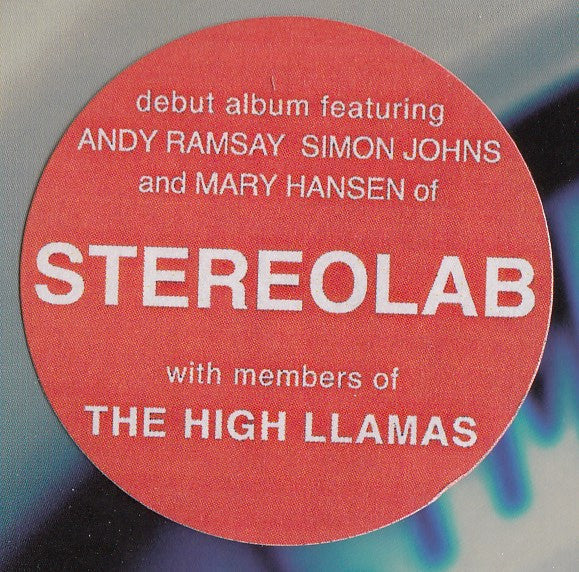 debut album featuring
ANDY RAMSAY SIMON JOHNS
and MARY HANSEN of
STEREOLAB
with members of
THE HIGH LLAMAS